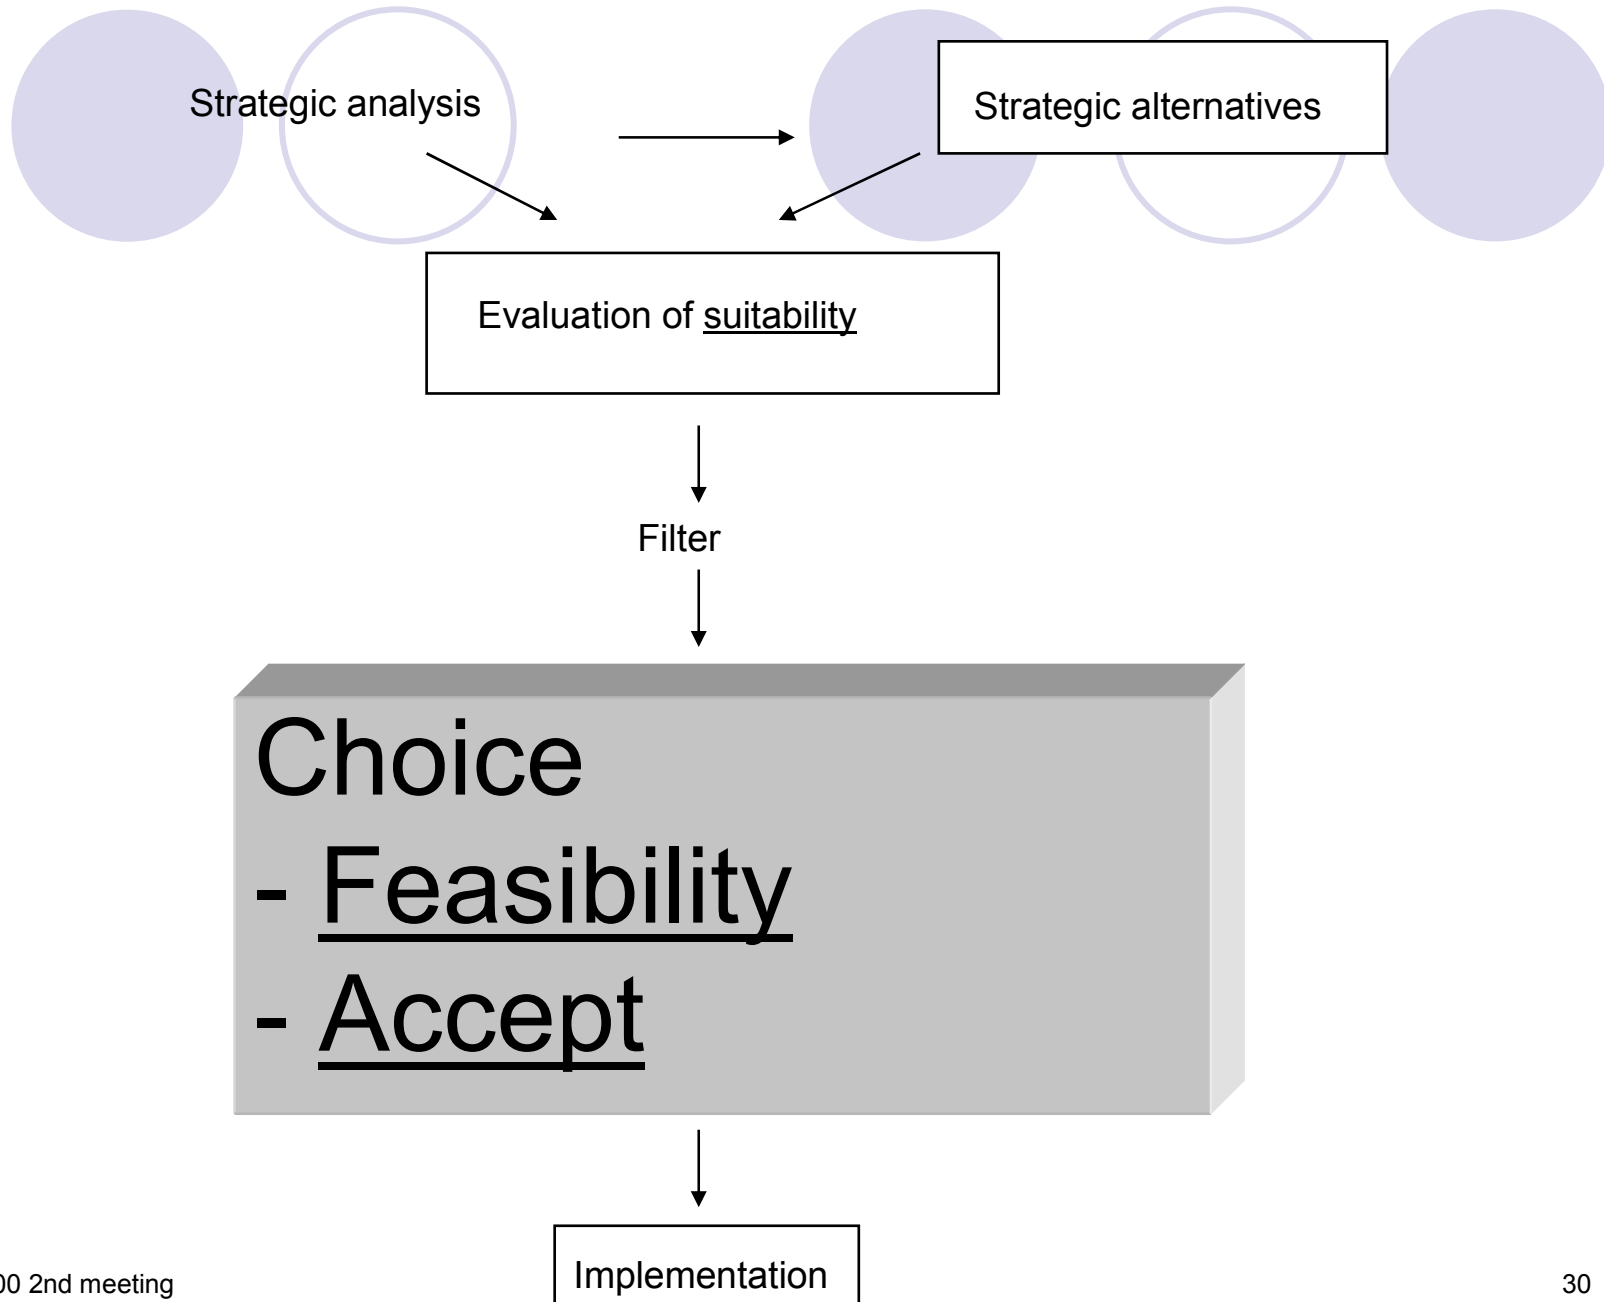 Strategic analysis
Strategic alternatives
Evaluation of suitability
Filter
Choice
- Feasibility
- Accept
Implementation
00 2nd meeting
30